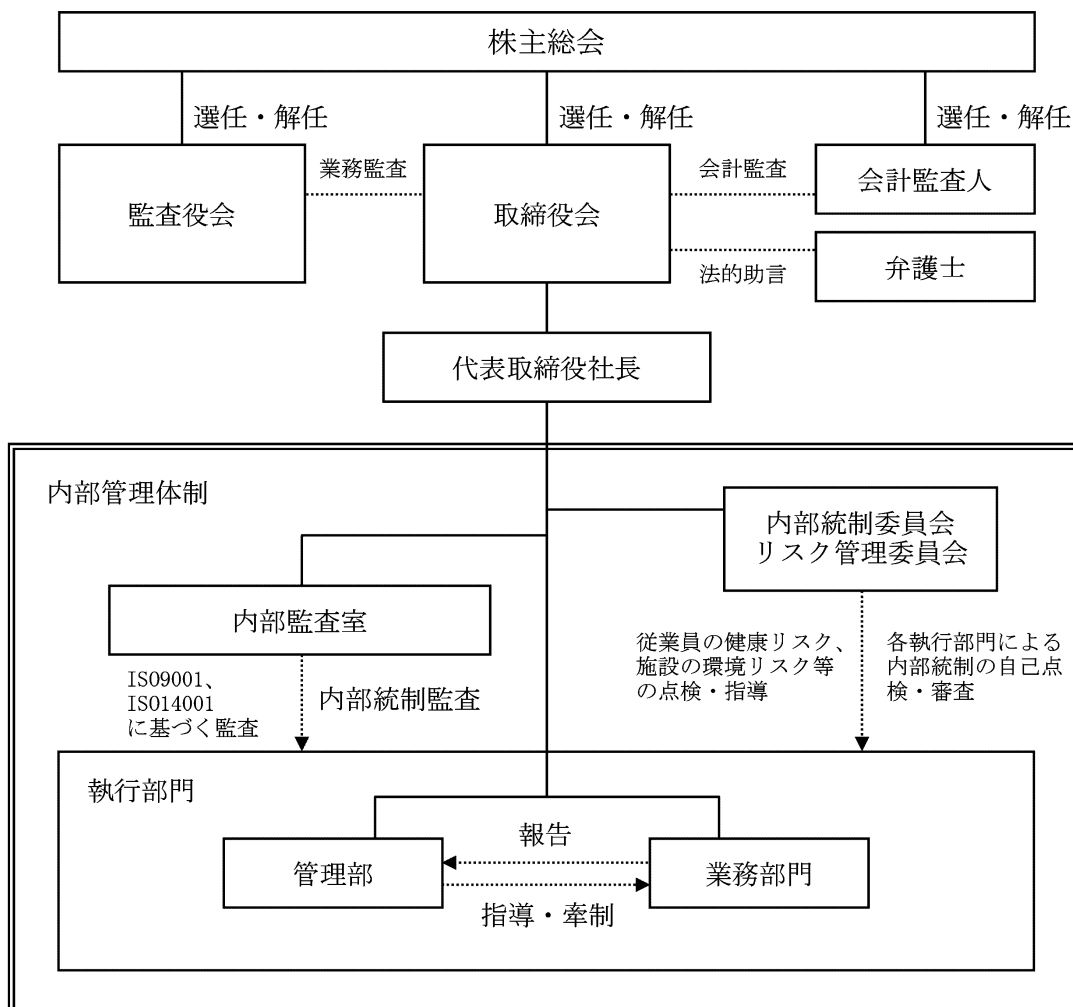 株主総会
選任・解任
選任・解任
選任・解任
監査役会
業務監査
取締役会
会計監査
会計監査人
法的助言
弁護士
代表取締役社長
内部管理体制
内部統制委員会
リスク管理委員会
内部監査室
ISO9001、
ISO14001
に基づく監査
内部統制監査
従業員の健康リスク、
施設の環境リスク等
の点検・指導
各執行部門による
内部統制の自己点
検・審査
執行部門
報告
管理部
業務部門
指導・牽制